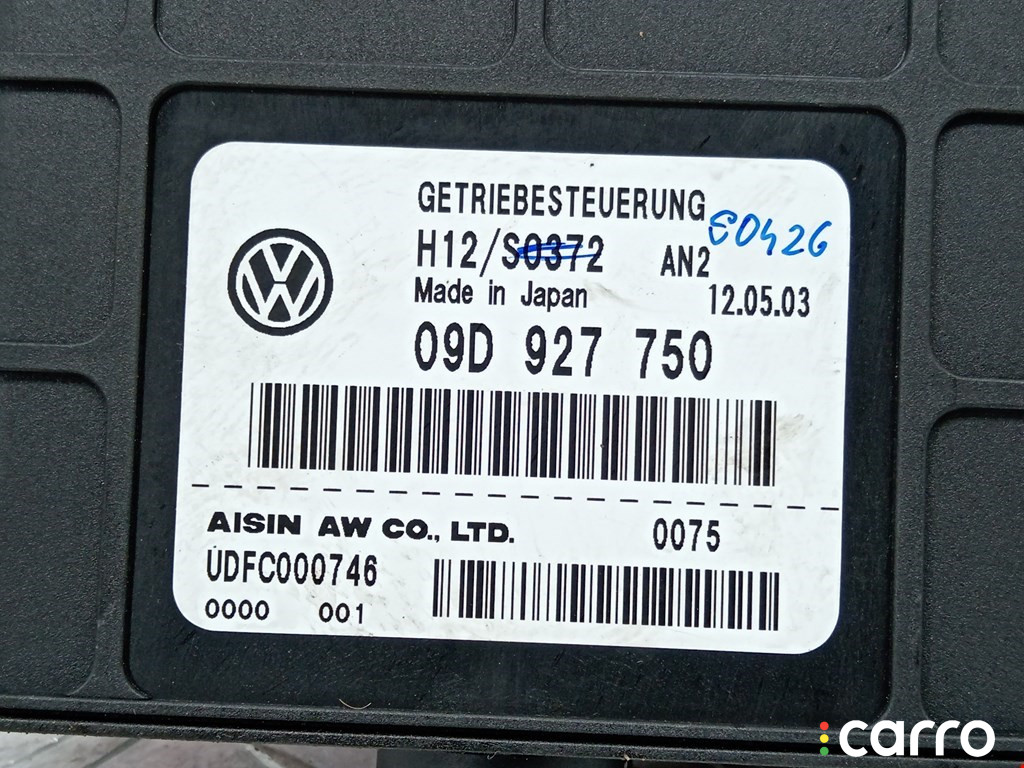 GETRIEBESTEUERUNG
H12/S0372 AN2 S0426
Made in Japan 12.05.03
09D 927 750
AISIN AW CO., LTD. 0075
UDFC000746
0000 001
carro